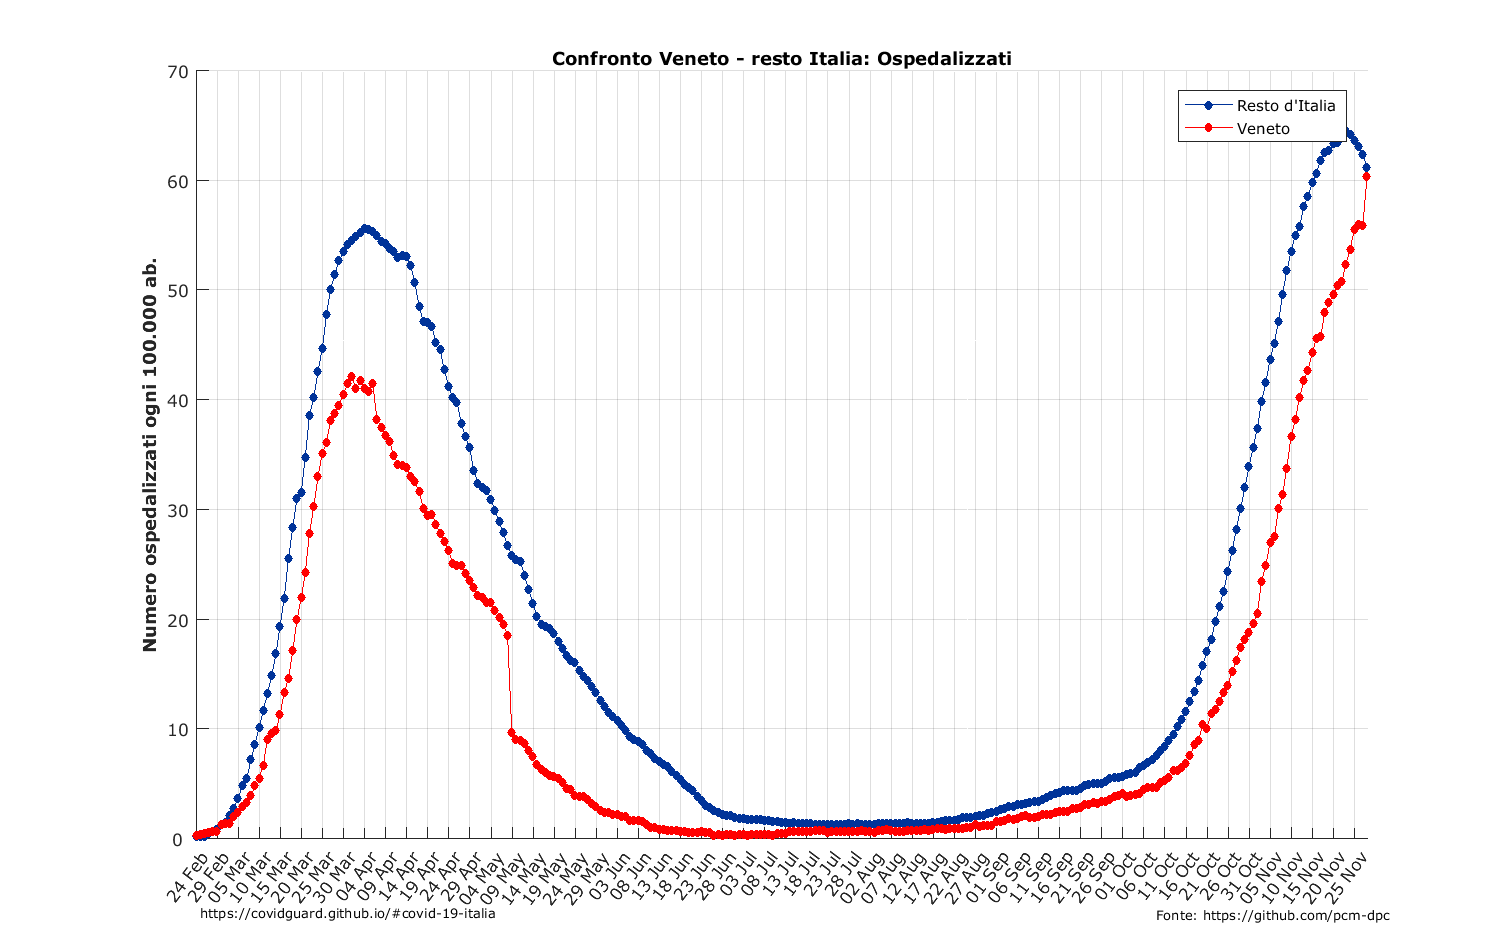 Confronto Veneto - resto Italia: Ospedalizzati
Resto d'Italia
Veneto
Numero ospedalizzati ogni 100.000 ab.
70
60
50
40
30
20
10
0
24 Feb
29 Feb
05 Mar
10 Mar
15 Mar
20 Mar
25 Mar
30 Mar
04 Apr
09 Apr
14 Apr
19 Apr
24 Apr
29 Apr
04 May
09 May
14 May
19 May
24 May
29 May
03 Jun
08 Jun
13 Jun
18 Jun
23 Jun
28 Jun
03 Jul
08 Jul
13 Jul
18 Jul
23 Jul
28 Jul
02 Aug
07 Aug
12 Aug
17 Aug
22 Aug
27 Aug
01 Sep
06 Sep
11 Sep
16 Sep
21 Sep
26 Sep
01 Oct
06 Oct
11 Oct
16 Oct
21 Oct
26 Oct
31 Oct
05 Nov
10 Nov
15 Nov
20 Nov
25 Nov
https://covidguard.github.io/#covid-19-italia
Fonte: https://github.com/pcm-dpc